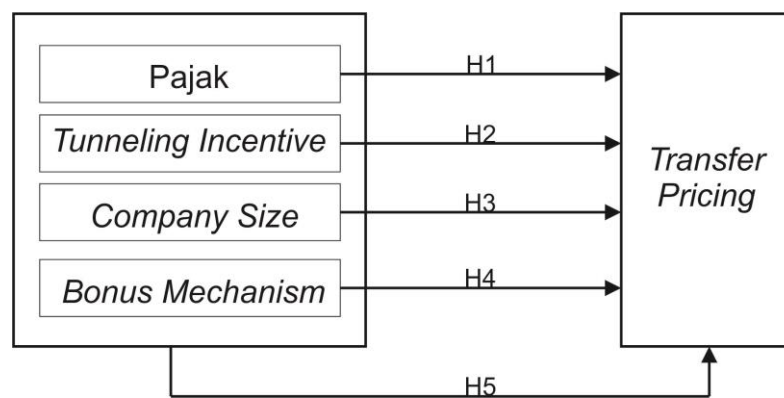 Pajak
H1
Tunneling Incentive
H2
Company Size
H3
Bonus Mechanism
H4
Transfer
Pricing
H5